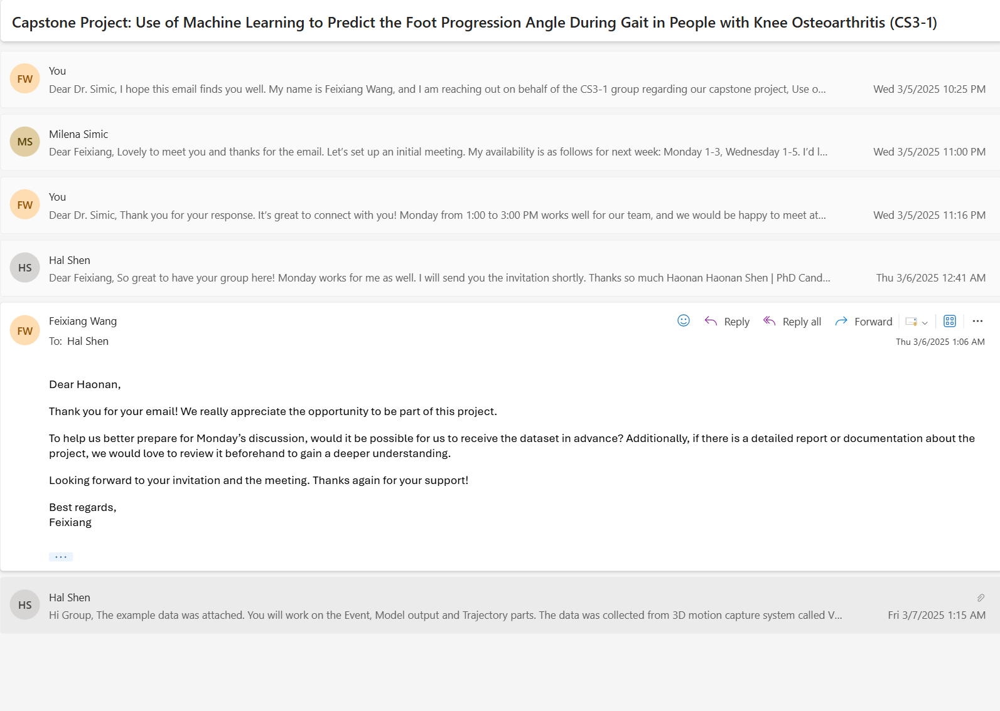 Capstone Project: Use of Machine Learning to Predict the Foot Progression Angle During Gait in People with Knee Osteoarthritis (CS3-1)
FW
You
Dear Dr. Simic, I hope this email finds you well. My name is Feixiang Wang, and I am reaching out on behalf of the CS3-1 group regarding our capstone project, Use o...
Wed 3/5/2025 10:25 PM
MS
Milena Simic
Dear Feixiang, Lovely to meet you and thanks for the email. Let's set up an initial meeting. My availability is as follows for next week: Monday 1-3, Wednesday 1-5. I'd l...
Wed 3/5/2025 11:00 PM
FW
You
Dear Dr. Simic, Thank you for your response. It's great to connect with you! Monday from 1:00 to 3:00 PM works well for our team, and we would be happy to meet at...
Wed 3/5/2025 11:16 PM
HS
Hal Shen
Dear Feixiang, So great to have your group here! Monday works for me as well. I will send you the invitation shortly. Thanks so much Haonan Haonan Shen | PhD Cand...
Thu 3/6/2025 12:41 AM
FW
Feixiang Wang
Reply
Reply all
Forward
To: Hal Shen
Thu 3/6/2025 1:06 AM
Dear Haonan,
Thank you for your email! We really appreciate the opportunity to be part of this project.
To help us better prepare for Monday's discussion, would it be possible for us to receive the dataset in advance? Additionally, if there is a detailed report or documentation about the
project, we would love to review it beforehand to gain a deeper understanding.
Looking forward to your invitation and the meeting. Thanks again for your support!
Best regards,
Feixiang
HS
Hal Shen
Hi Group, The example data was attached. You will work on the Event, Model output and Trajectory parts. The data was collected from 3D motion capture system called V...
Fri 3/7/2025 1:15 AM